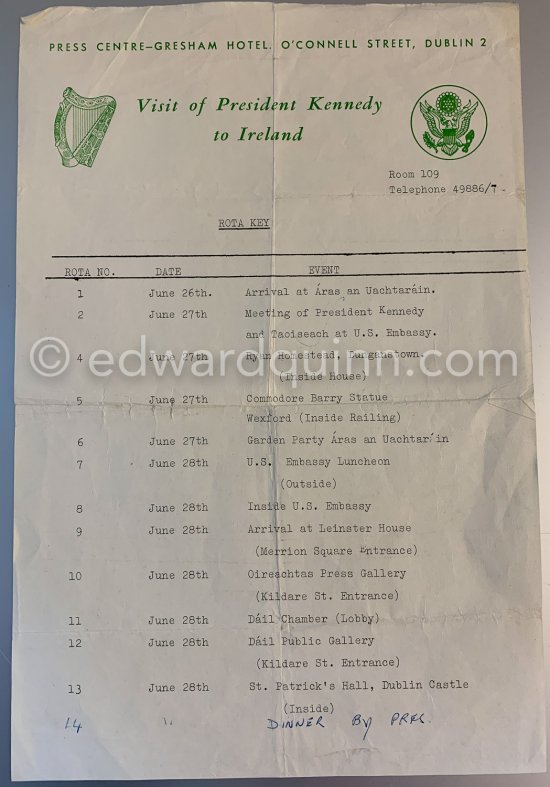 PRESS CENTRE—GRESHAM HOTEL. O'CONNELL STREET, DUBLIN 2
Visit of President Kennedy
to Ireland
Room 109
Telephone 49886/7.
ROTA KEY
ROTA NO. DATE EVENT
1 June 26th. Arrival at Áras an Uachtaráin.
2 June 27th Meeting of President Kennedy
and Taoiseach at U.S. Embassy.
4 June 27th Ryan Homestead, Dunganstown.
(Inside House)
© edwardquinn.com
5 June 27th Commodore Barry Statue
Wexford (Inside Railing)
6 June 27th Garden Party Áras an Uachtaráin
7 June 28th U.S. Embassy Luncheon
(Outside)
8 June 28th Inside U.S. Embassy
9 June 28th Arrival at Leinster House
(Merrion Square Entrance)
10 June 28th Oireachtas Press Gallery
(Kildare St. Entrance)
11 June 28th Dáil Chamber (Lobby)
12 June 28th Dáil Public Gallery
(Kildare St. Entrance)
13 June 28th St. Patrick's Hall, Dublin Castle
(Inside)
14 " DINNER BY